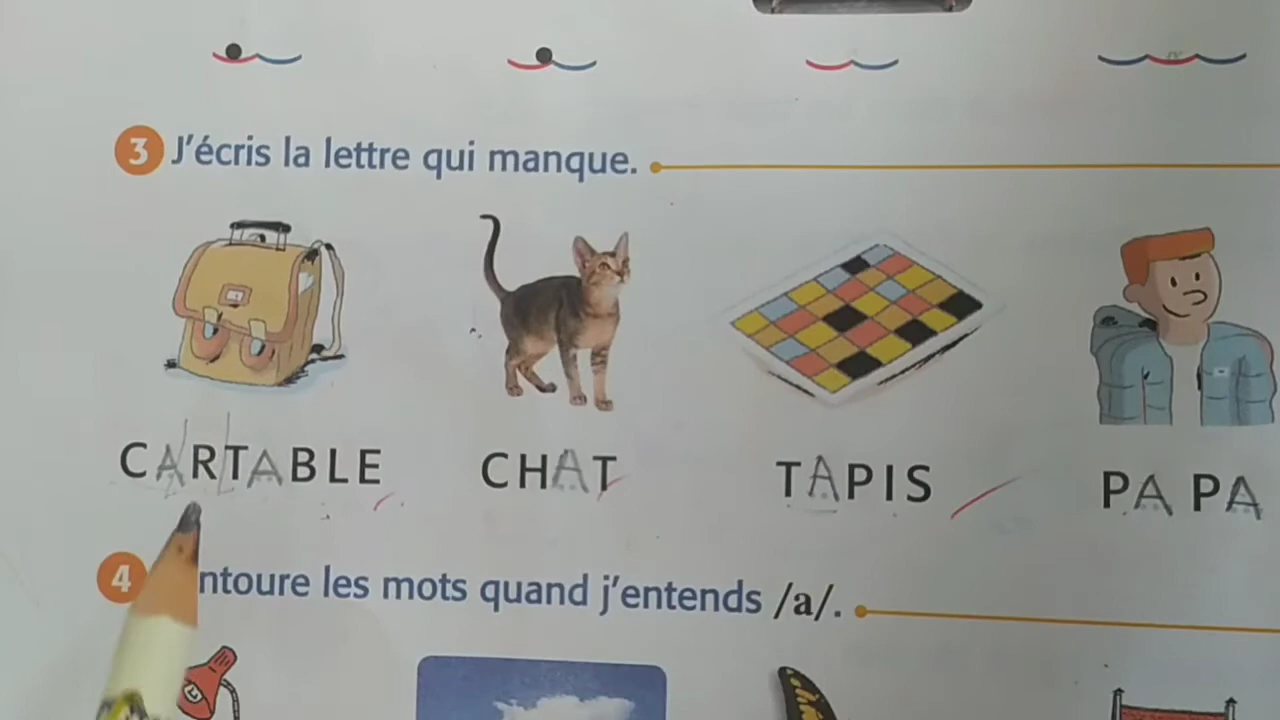 3 J'écris la lettre qui manque.
CARTABLE CHAT TAPIS PAPA
4 ntoure les mots quand j'entends /a/.